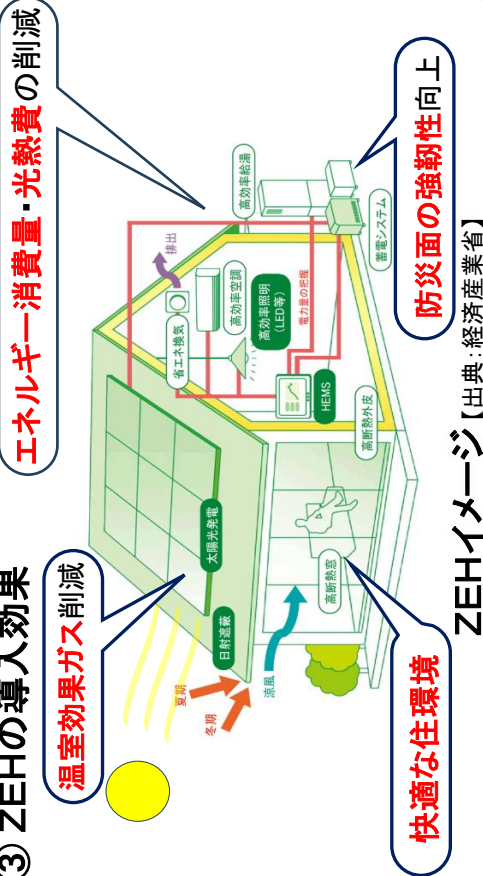 ③ ZEHの導入効果
温室効果ガス削減
エネルギー消費量・光熱費の削減
夏期
冬期
日射遮蔽
太陽光発電
涼風
高断熱窓
省エネ換気
排出
高効率空調
高効率照明
(LED等)
高効率給湯
HEMS
電力量の把握
高断熱外皮
蓄電システム
快適な住環境
防災面の強靭性向上
ZEHイメージ【出典:経済産業省】